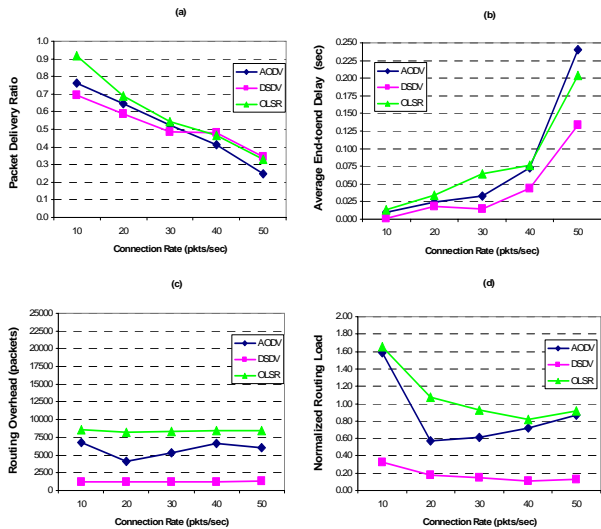 (a)
Packet Delivery Ratio
1.0
0.9
0.8
0.7
0.6
0.5
0.4
0.3
0.2
0.1
0.0
10 20 30 40 50
Connection Rate (pkts/sec)
AODV
DSDV
OLSR
(b)
Average End-toend Delay (sec)
0.250
0.225
0.200
0.175
0.150
0.125
0.100
0.075
0.050
0.025
0.000
10 20 30 40 50
Connection Rate (pkts/sec)
AODV
DSDV
OLSR
(c)
Routing Overhead (packets)
25000
22500
20000
17500
15000
12500
10000
7500
5000
2500
0
10 20 30 40 50
Connection Rate (pkts/sec)
AODV
DSDV
OLSR
(d)
Normalized Routing Load
2.00
1.80
1.60
1.40
1.20
1.00
0.80
0.60
0.40
0.20
0.00
10 20 30 40 50
Connection Rate (pkts/sec)
AODV
DSDV
OLSR